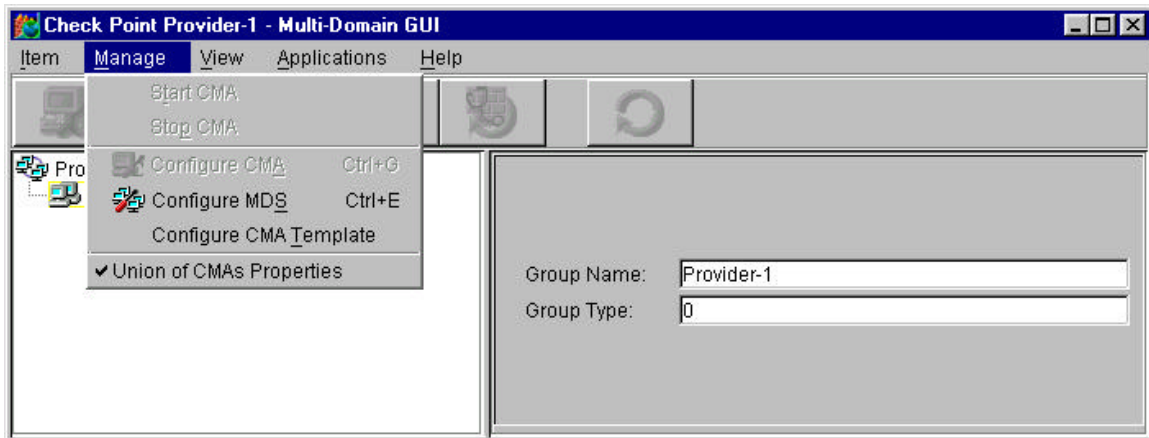 Check Point Provider-1 - Multi-Domain GUI
Item Manage View Applications Help
Start CMA
Stop CMA
Configure CMA Ctrl+G
Configure MDS Ctrl+E
Configure CMA Template
✔ Union of CMAs Properties
Pro
Group Name: Provider-1
Group Type: 0